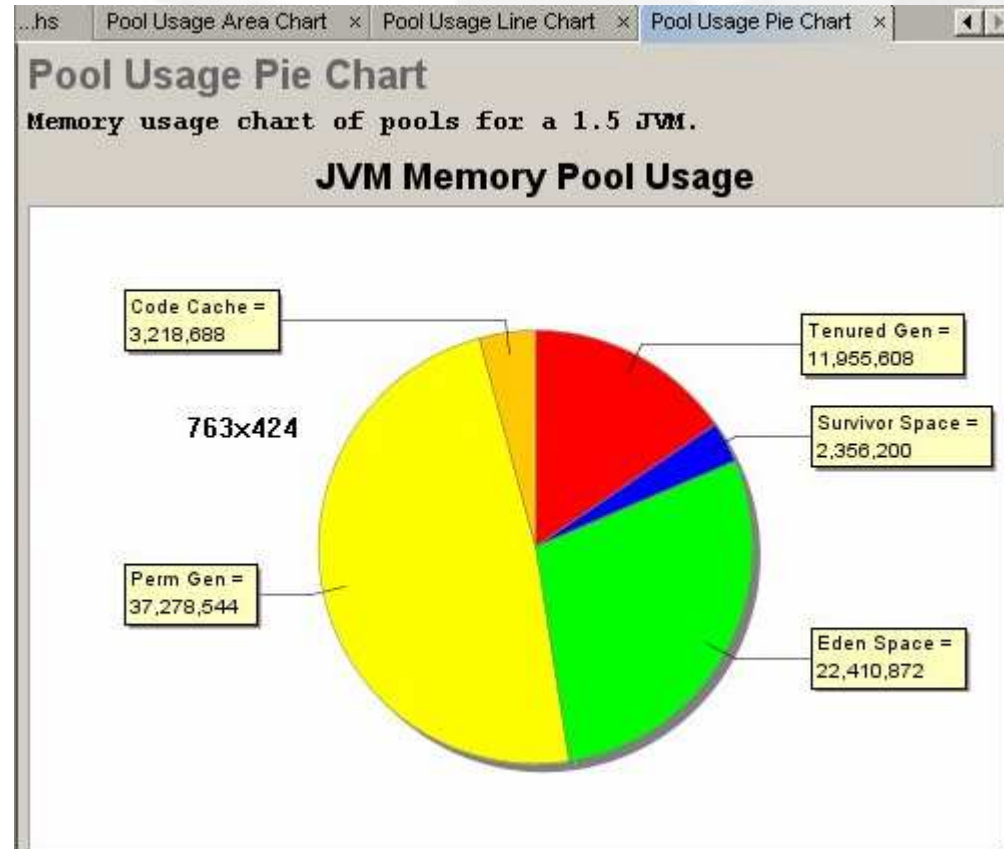 ...hs
Pool Usage Area Chart ×
Pool Usage Line Chart ×
Pool Usage Pie Chart ×
Pool Usage Pie Chart
Memory usage chart of pools for a 1.5 JVM.
JVM Memory Pool Usage
Code Cache =
3,218,688
Tenured Gen =
11,955,608
763x424
Survivor Space =
2,356,200
Perm Gen =
37,278,544
Eden Space =
22,410,872